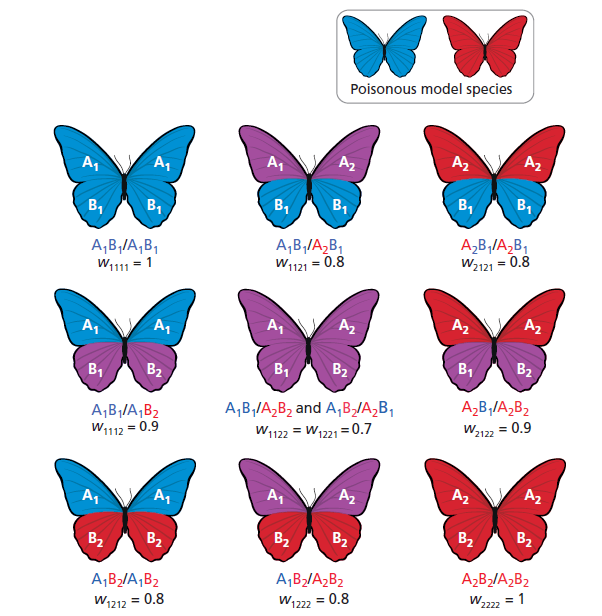 Poisonous model species
A₁ A₁ A₁ A₂ A₂ A₂
B₁ B₁ B₁ B₁ B₁ B₁
A₁B₁/A₁B₁ A₁B₁/A₂B₁ A₂B₁/A₂B₁
w₁₁₁₁ = 1 w₁₁₂₁ = 0.8 w₂₁₂₁ = 0.8
A₁ A₁ A₁ A₂ A₂ A₂
B₁ B₂ B₁ B₂ B₁ B₂
A₁B₁/A₁B₂ A₁B₁/A₂B₂ and A₁B₂/A₂B₁ A₂B₁/A₂B₂
w₁₁₁₂ = 0.9 w₁₁₂₂ = w₁₂₂₁ = 0.7 w₂₁₂₂ = 0.9
A₁ A₁ A₁ A₂ A₂ A₂
B₂ B₂ B₂ B₂ B₂ B₂
A₁B₂/A₁B₂ A₁B₂/A₂B₂ A₂B₂/A₂B₂
w₁₂₁₂ = 0.8 w₁₂₂₂ = 0.8 w₂₂₂₂ = 1